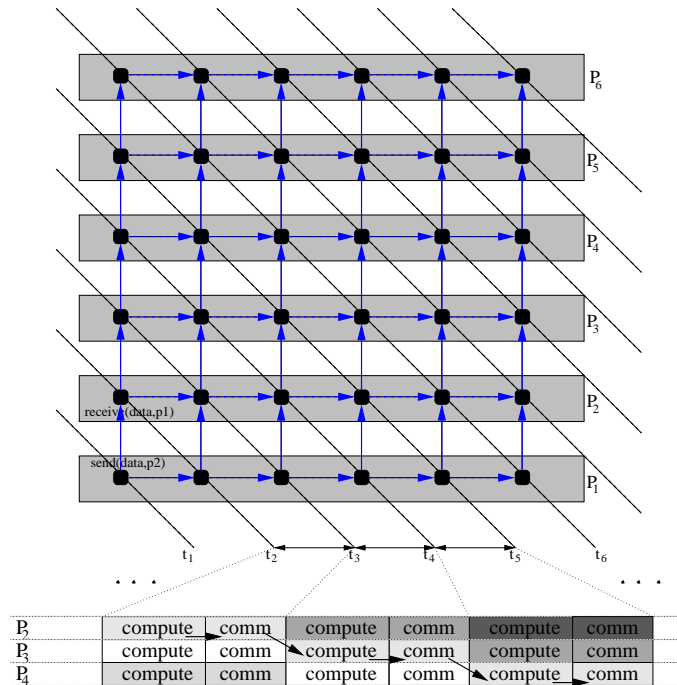 P6
P5
P4
P3
receive(data,p1)
P2
send(data,p2)
P1
t1 t2 t3 t4 t5 t6
. . . . . .
P2 compute comm compute comm compute comm
P3 compute comm compute comm compute comm
P4 compute comm compute comm compute comm